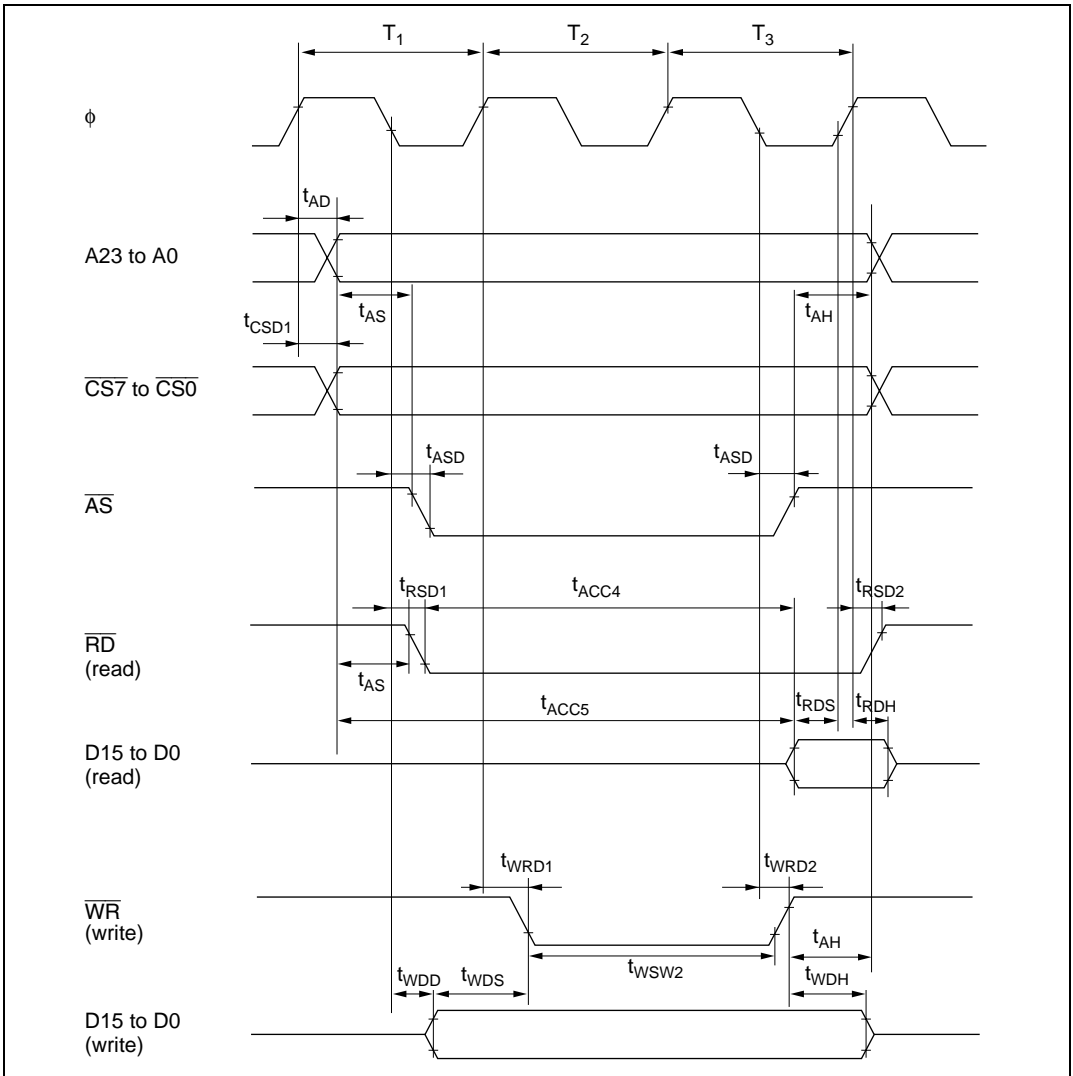 T1 T2 T3
φ
tAD
A23 to A0
tAS tAH
tCSD1
CS7 to CS0
tASD tASD
AS
tRSD1 tACC4 tRSD2
RD
(read)
tAS
tACC5 tRDS tRDH
D15 to D0
(read)
tWRD1 tWRD2
WR
(write)
tAH
tWSW2
tWDD tWDS tWDH
D15 to D0
(write)